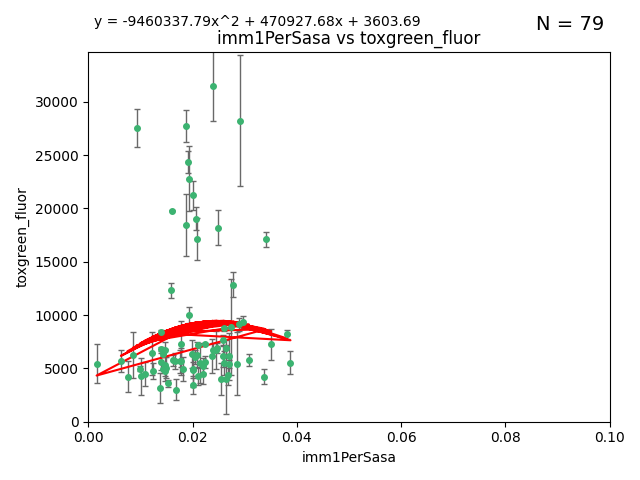 y = -9460337.79x^2 + 470927.68x + 3603.69
N = 79
imm1PerSasa vs toxgreen_fluor
toxgreen_fluor
30000
25000
20000
15000
10000
5000
0
0.00 0.02 0.04 0.06 0.08 0.10
imm1PerSasa